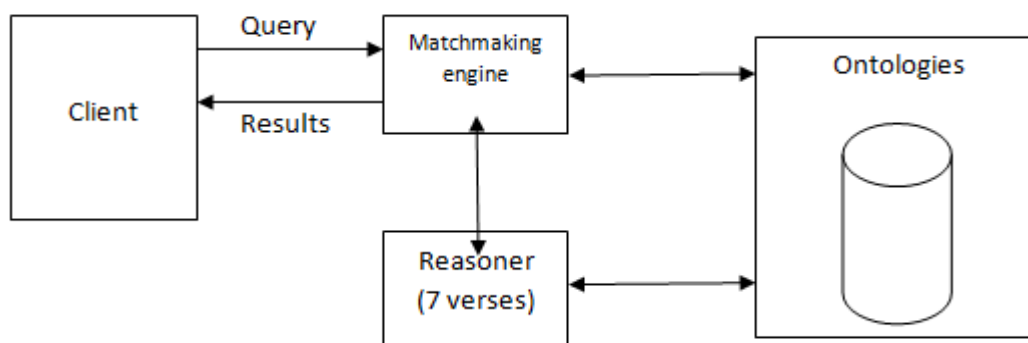 Client
Query
Results
Matchmaking
engine
Ontologies
Reasoner
(7 verses)